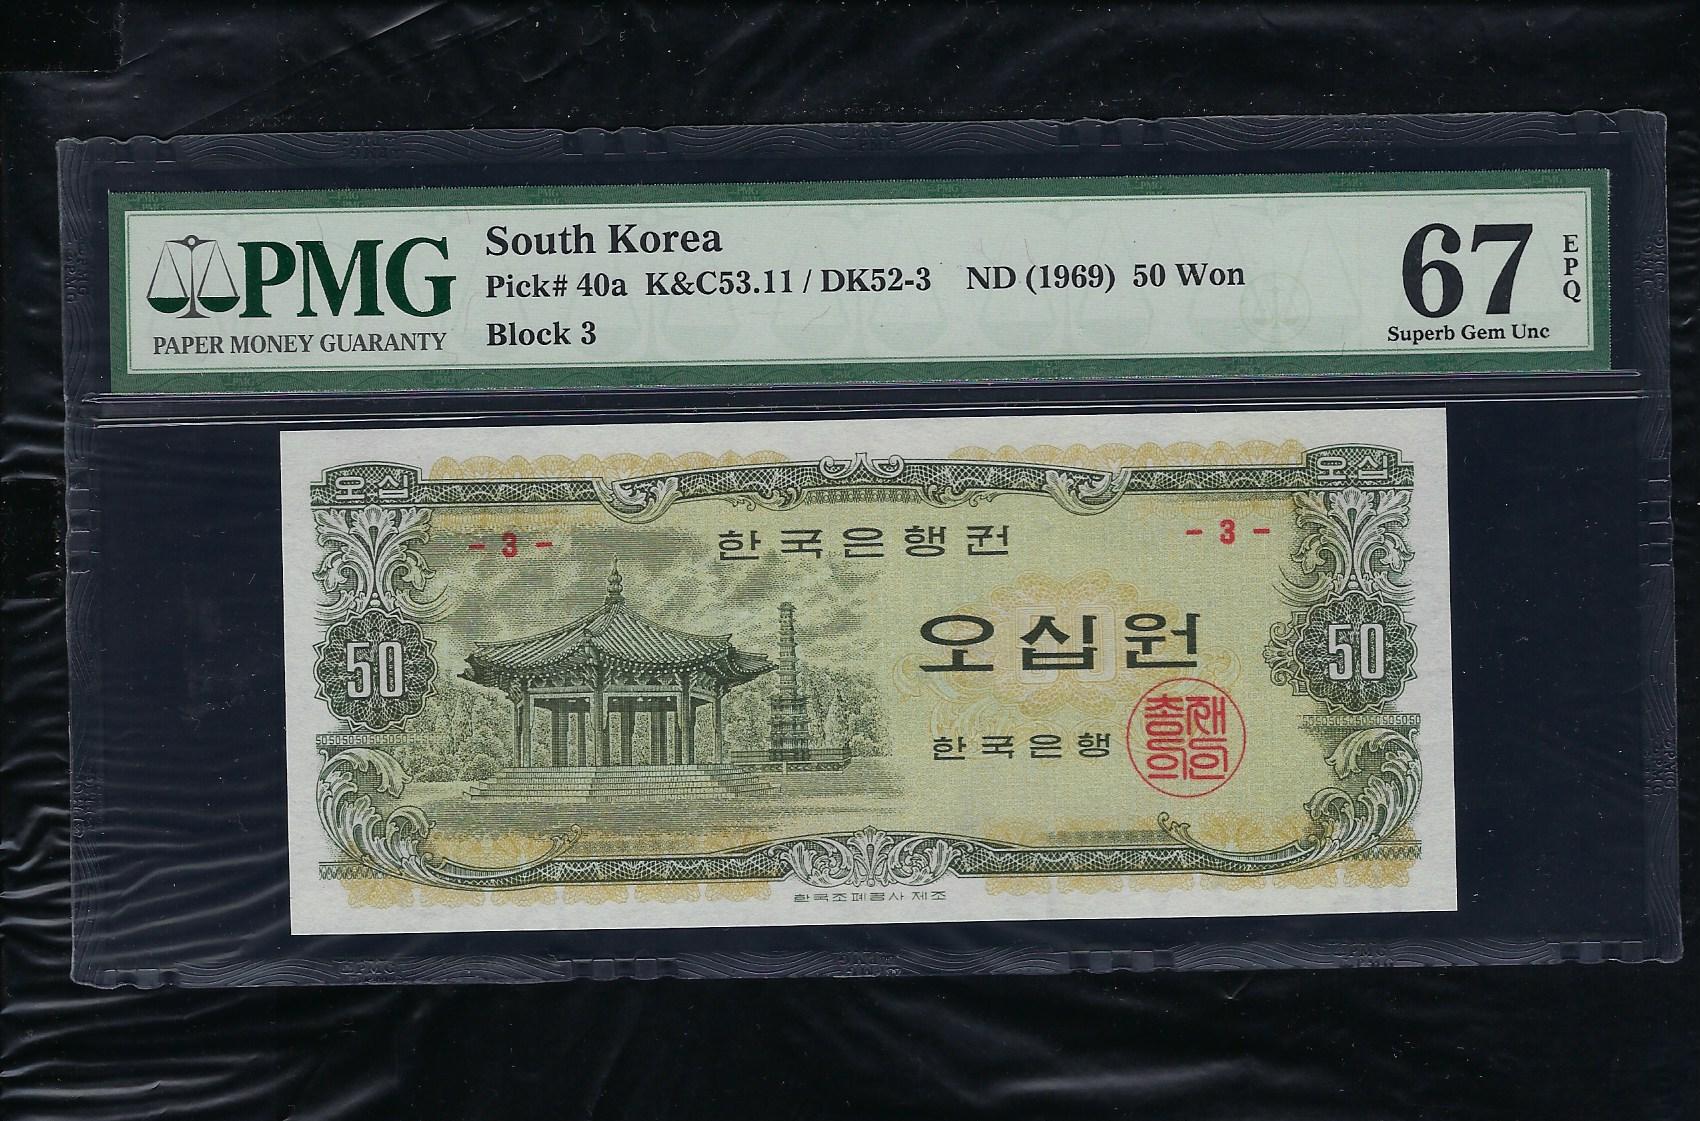 PMG
PAPER MONEY GUARANTY
South Korea
Pick# 40a K&C53.11 / DK52-3 ND (1969) 50 Won
Block 3
67
EPQ
Superb Gem Unc
오십
오십
- 3 -
한국은행권
- 3 -
오십원
50
50
한국은행
총재의인
한국조폐공사제조